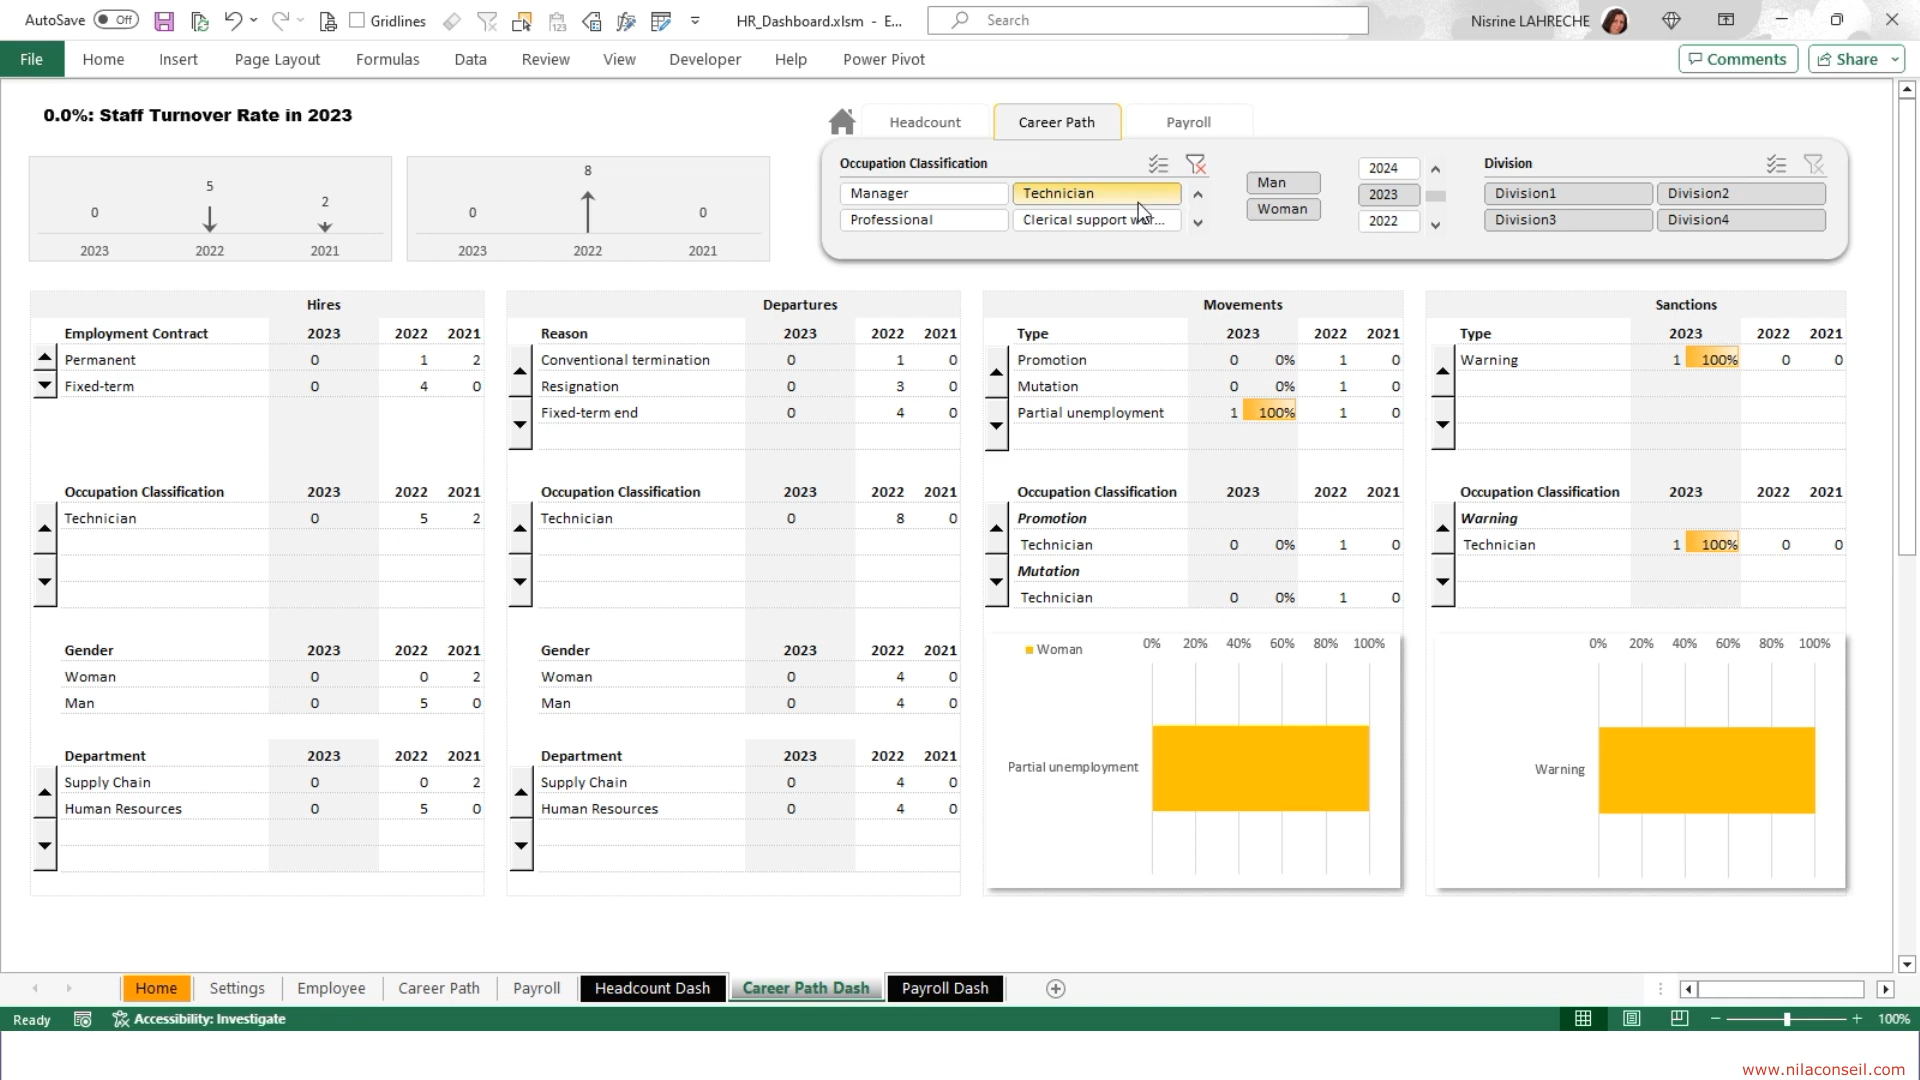 AutoSave Off Gridlines HR_Dashboard.xlsm - E... Search Nisrine LAHRECHE
File Home Insert Page Layout Formulas Data Review View Developer Help Power Pivot Comments Share
0.0%: Staff Turnover Rate in 2023
Headcount Career Path Payroll
0 5 2
2023 2022 2021
0 8 0
2023 2022 2021
Occupation Classification
Manager Technician
Professional Clerical support wor...
Man
Woman
2024
2023
2022
Division
Division1 Division2
Division3 Division4
Hires
Employment Contract 2023 2022 2021
Permanent 0 1 2
Fixed-term 0 4 0
Occupation Classification 2023 2022 2021
Technician 0 5 2
Gender 2023 2022 2021
Woman 0 0 2
Man 0 5 0
Department 2023 2022 2021
Supply Chain 0 0 2
Human Resources 0 5 0
Departures
Reason 2023 2022 2021
Conventional termination 0 1 0
Resignation 0 3 0
Fixed-term end 0 4 0
Occupation Classification 2023 2022 2021
Technician 0 8 0
Gender 2023 2022 2021
Woman 0 4 0
Man 0 4 0
Department 2023 2022 2021
Supply Chain 0 4 0
Human Resources 0 4 0
Movements
Type 2023 2022 2021
Promotion 0 0% 1 0
Mutation 0 0% 1 0
Partial unemployment 1 100% 1 0
Occupation Classification 2023 2022 2021
Promotion
Technician 0 0% 1 0
Mutation
Technician 0 0% 1 0
Woman 0% 20% 40% 60% 80% 100%
Partial unemployment
Sanctions
Type 2023 2022 2021
Warning 1 100% 0 0
Occupation Classification 2023 2022 2021
Warning
Technician 1 100% 0 0
0% 20% 40% 60% 80% 100%
Warning
Home Settings Employee Career Path Payroll Headcount Dash Career Path Dash Payroll Dash
Ready Accessibility: Investigate 100%
www.nilaconseil.com